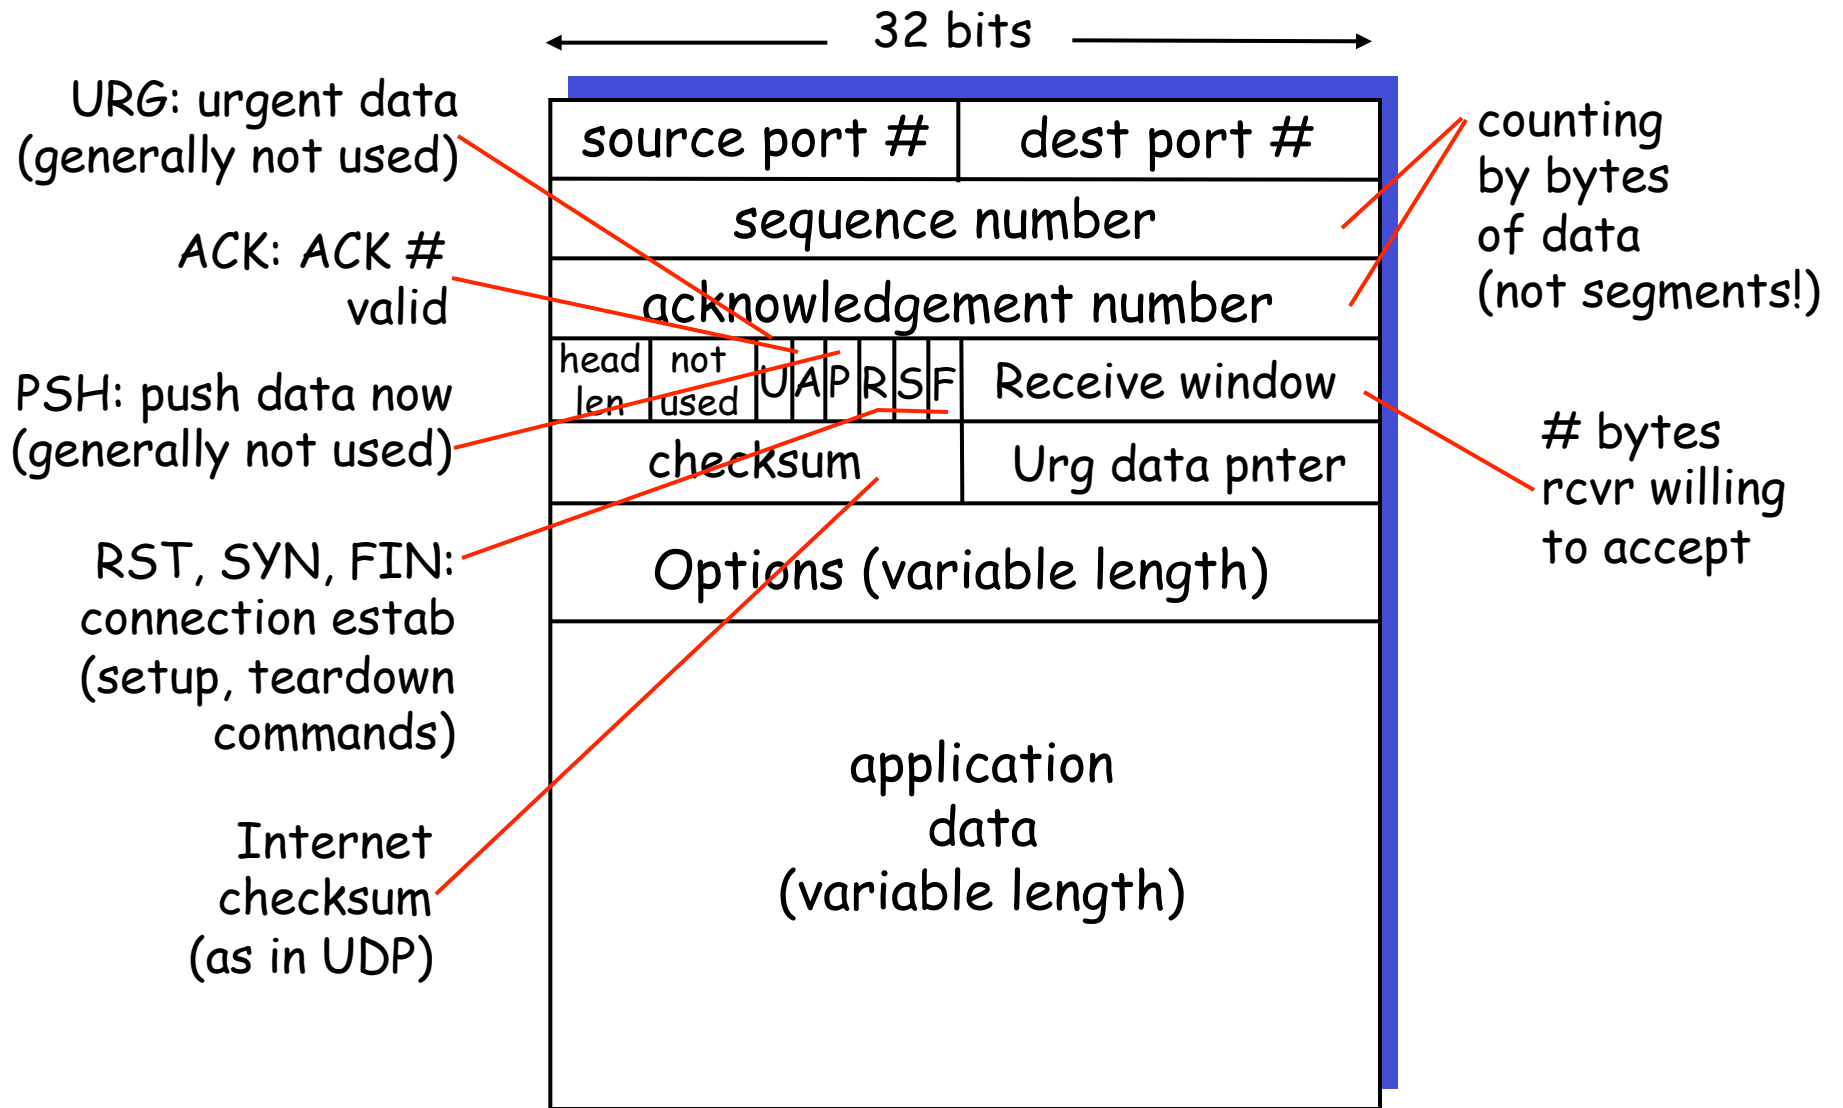 32 bits
URG: urgent data
(generally not used)
ACK: ACK #
valid
PSH: push data now
(generally not used)
RST, SYN, FIN:
connection estab
(setup, teardown
commands)
Internet
checksum
(as in UDP)
source port #
dest port #
sequence number
acknowledgement number
head
len
not
used
U
A
P
R
S
F
Receive window
checksum
Urg data pnter
Options (variable length)
application
data
(variable length)
counting
by bytes
of data
(not segments!)
# bytes
rcvr willing
to accept